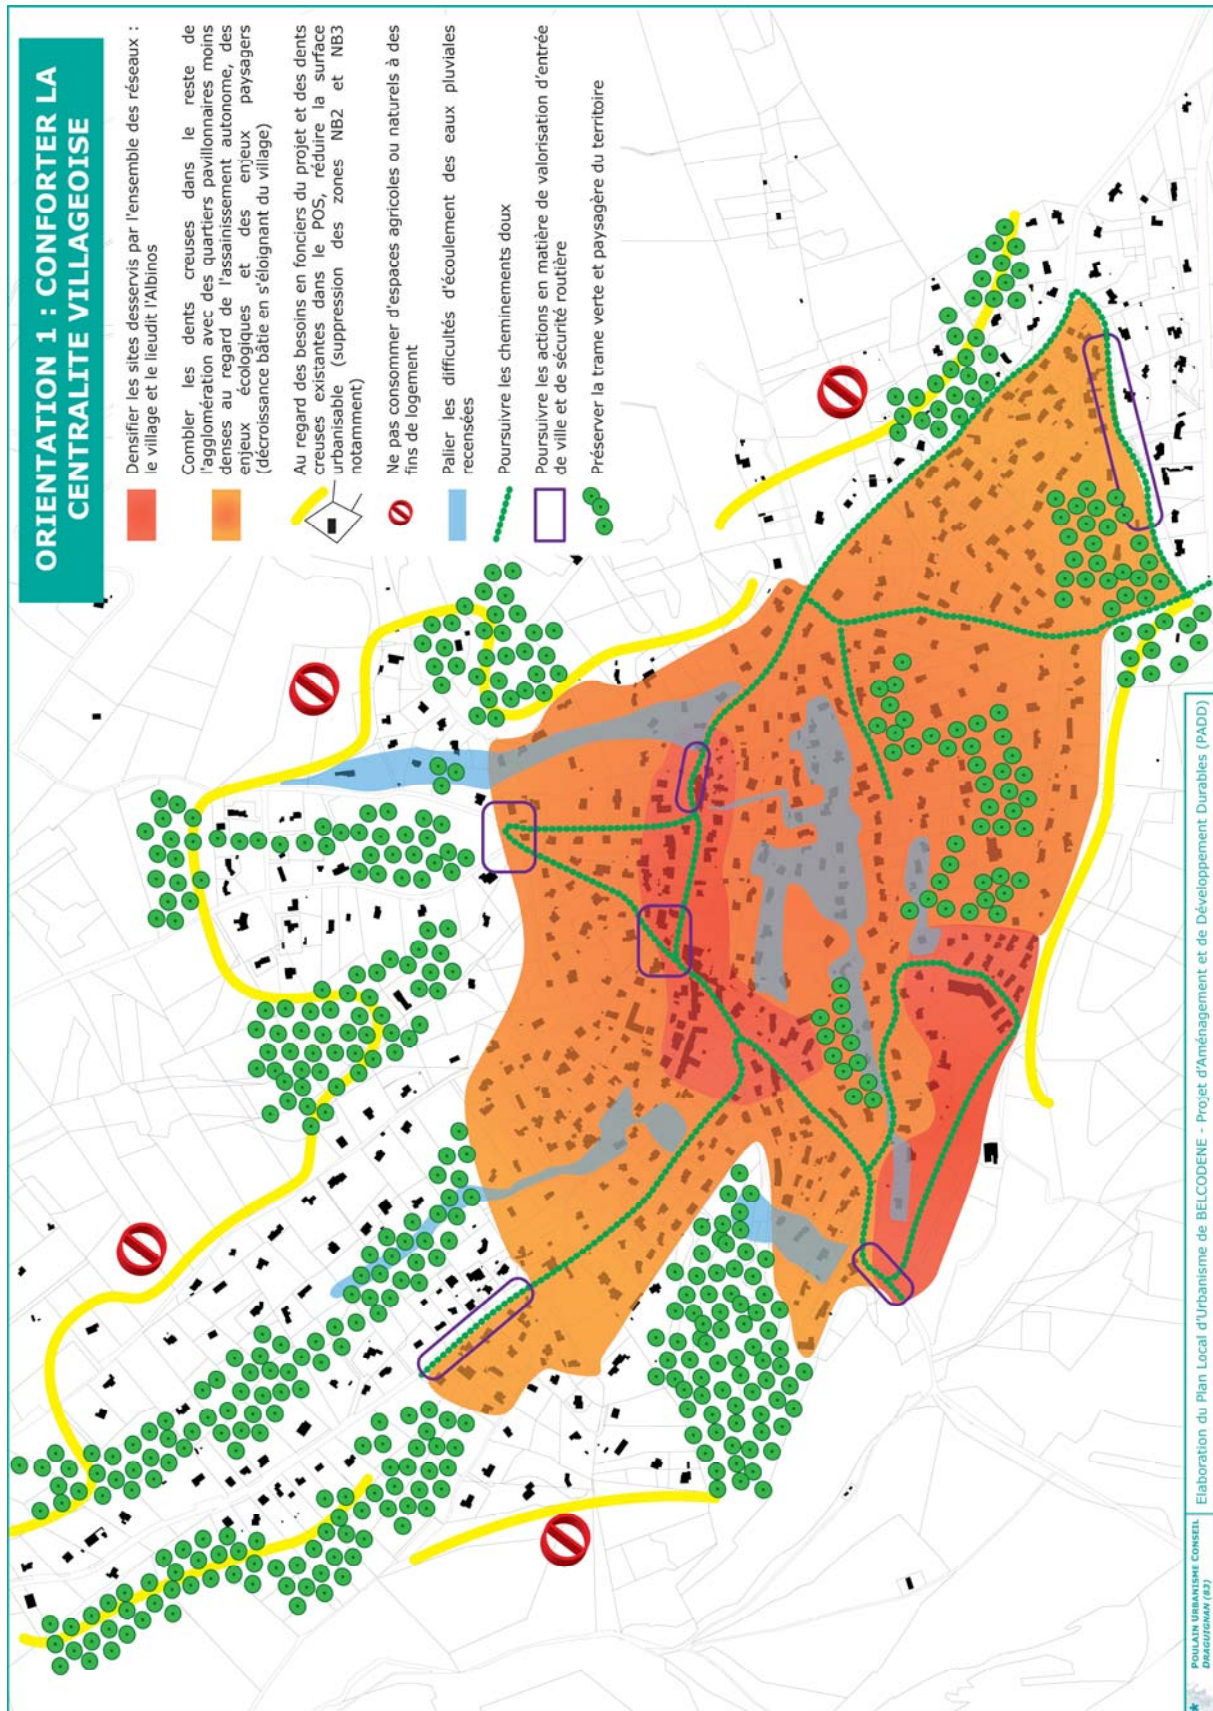 ORIENTATION 1 : CONFORTER LA
CENTRALITE VILLAGEOISE
Densifier les sites desservis par l'ensemble des réseaux :
le village et le lieudit l'Albinos
Combler les dents creuses dans le reste de
l'agglomération avec des quartiers pavillonnaires moins
denses au regard de l'assainissement autonome, des
enjeux écologiques et des enjeux paysagers
(décroissance bâtie en s'éloignant du village)
Au regard des besoins en fonciers du projet et des dents
creuses existantes dans le POS, réduire la surface
urbanisable (suppression des zones NB2 et NB3
notamment)
Ne pas consommer d'espaces agricoles ou naturels à des
fins de logement
Palier les difficultés d'écoulement des eaux pluviales
recensées
Poursuivre les cheminements doux
Poursuivre les actions en matière de valorisation d'entrée
de ville et de sécurité routière
Préserver la trame verte et paysagère du territoire
POULAIN URBANISME CONSEIL
DRAGUIGNAN (83)
Elaboration du Plan Local d'Urbanisme de BELCODENE - Projet d'Aménagement et de Développement Durables (PADD)